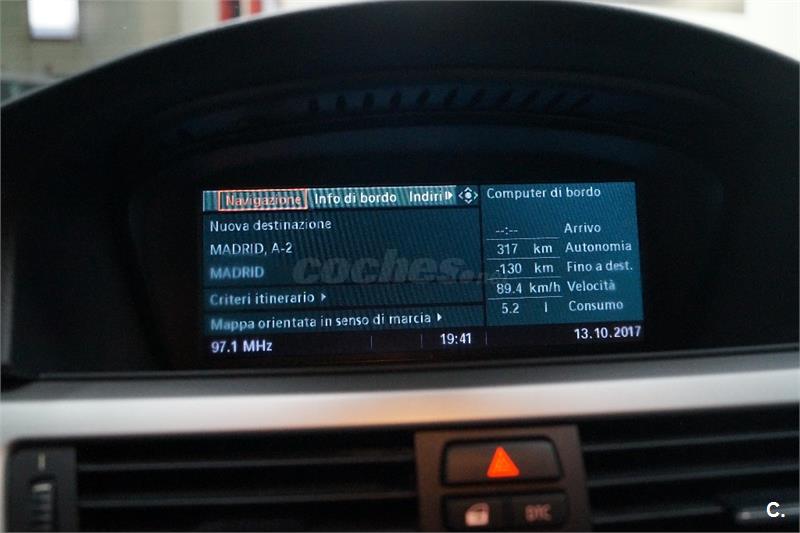 Navigazione Info di bordo Indiri
Nuova destinazione
MADRID, A-2
MADRID
Criteri itinerario
Mappa orientata in senso di marcia
97.1 MHz 19:41 13.10.2017
Computer di bordo
--:-- Arrivo
317 km Autonomia
-130 km Fino a dest.
89.4 km/h Velocità
5.2 l Consumo
coches
DTC
C.